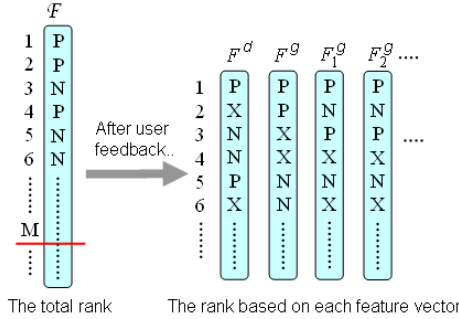 F
1 P
2 P
3 N
4 P
5 N
6 N
M
After user
feedback..
F^d F^g F_1^g F_2^g ....
1 P P P P
2 X P N N
3 N X X P ....
4 N X X X
5 P N N N
6 X N X X
The total rank
The rank based on each feature vector